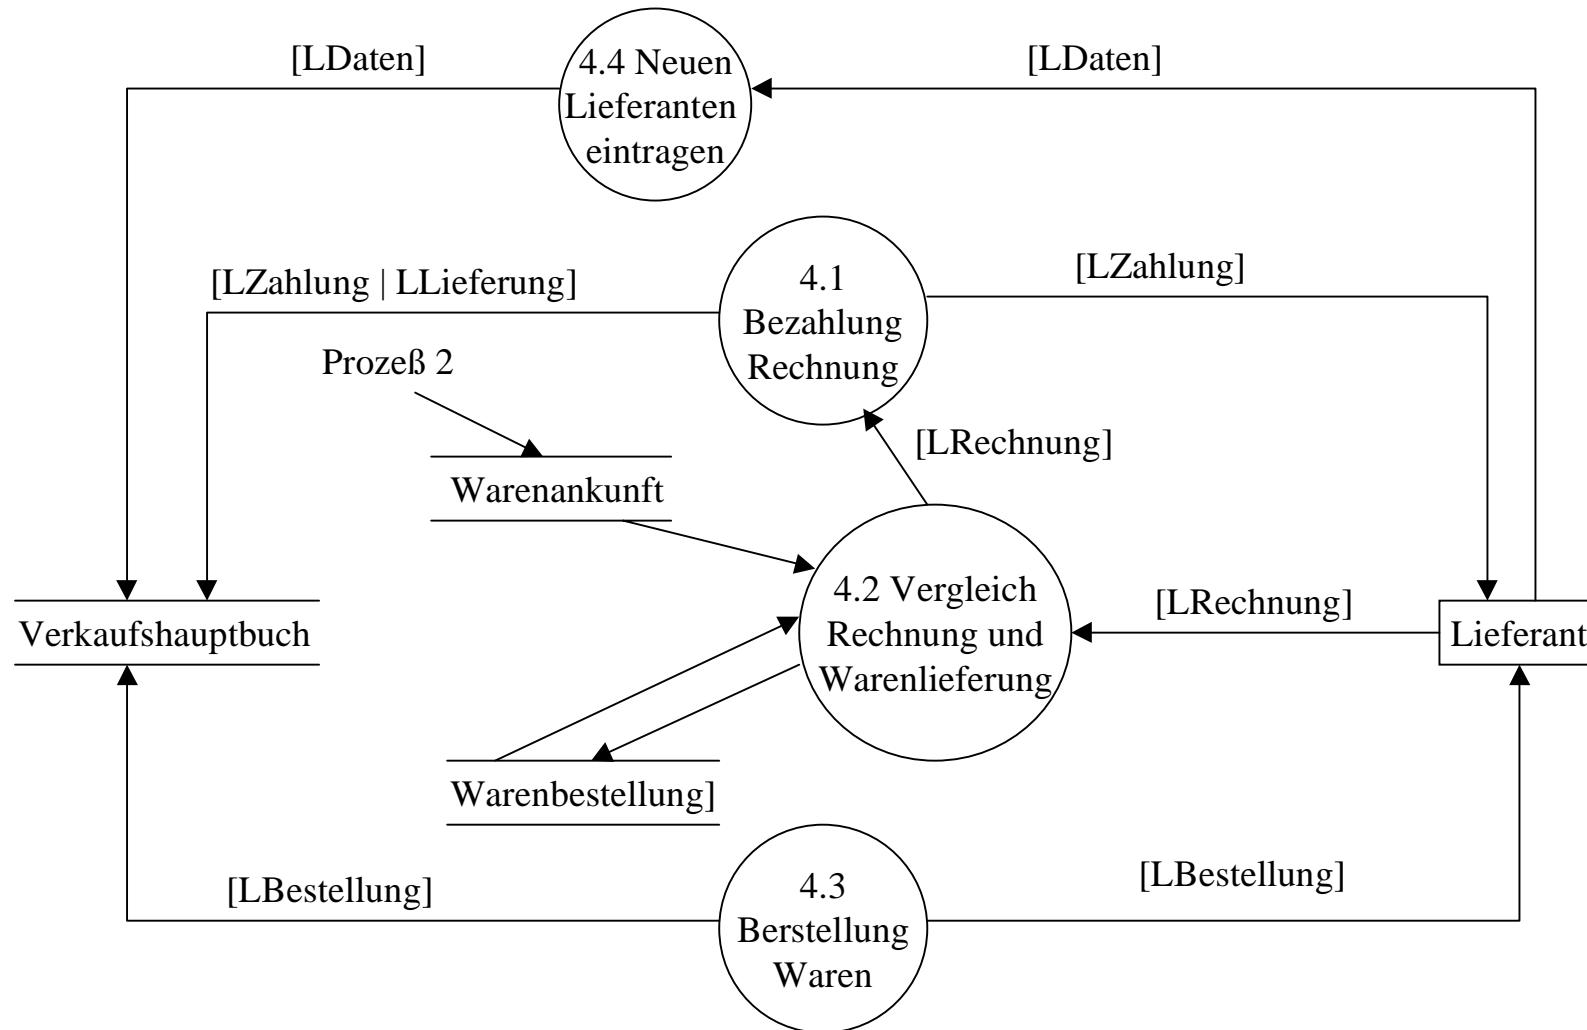 [LDaten]
[LDaten]
4.4 Neuen
Lieferanten
eintragen
[LZahlung | LLieferung]
4.1
Bezahlung
Rechnung
[LZahlung]
Prozeß 2
[LRechnung]
Warenankunft
4.2 Vergleich
Rechnung und
Warenlieferung
[LRechnung]
Verkaufshauptbuch
Lieferant
Warenbestellung]
[LBestellung]
4.3
Berstellung
Waren
[LBestellung]